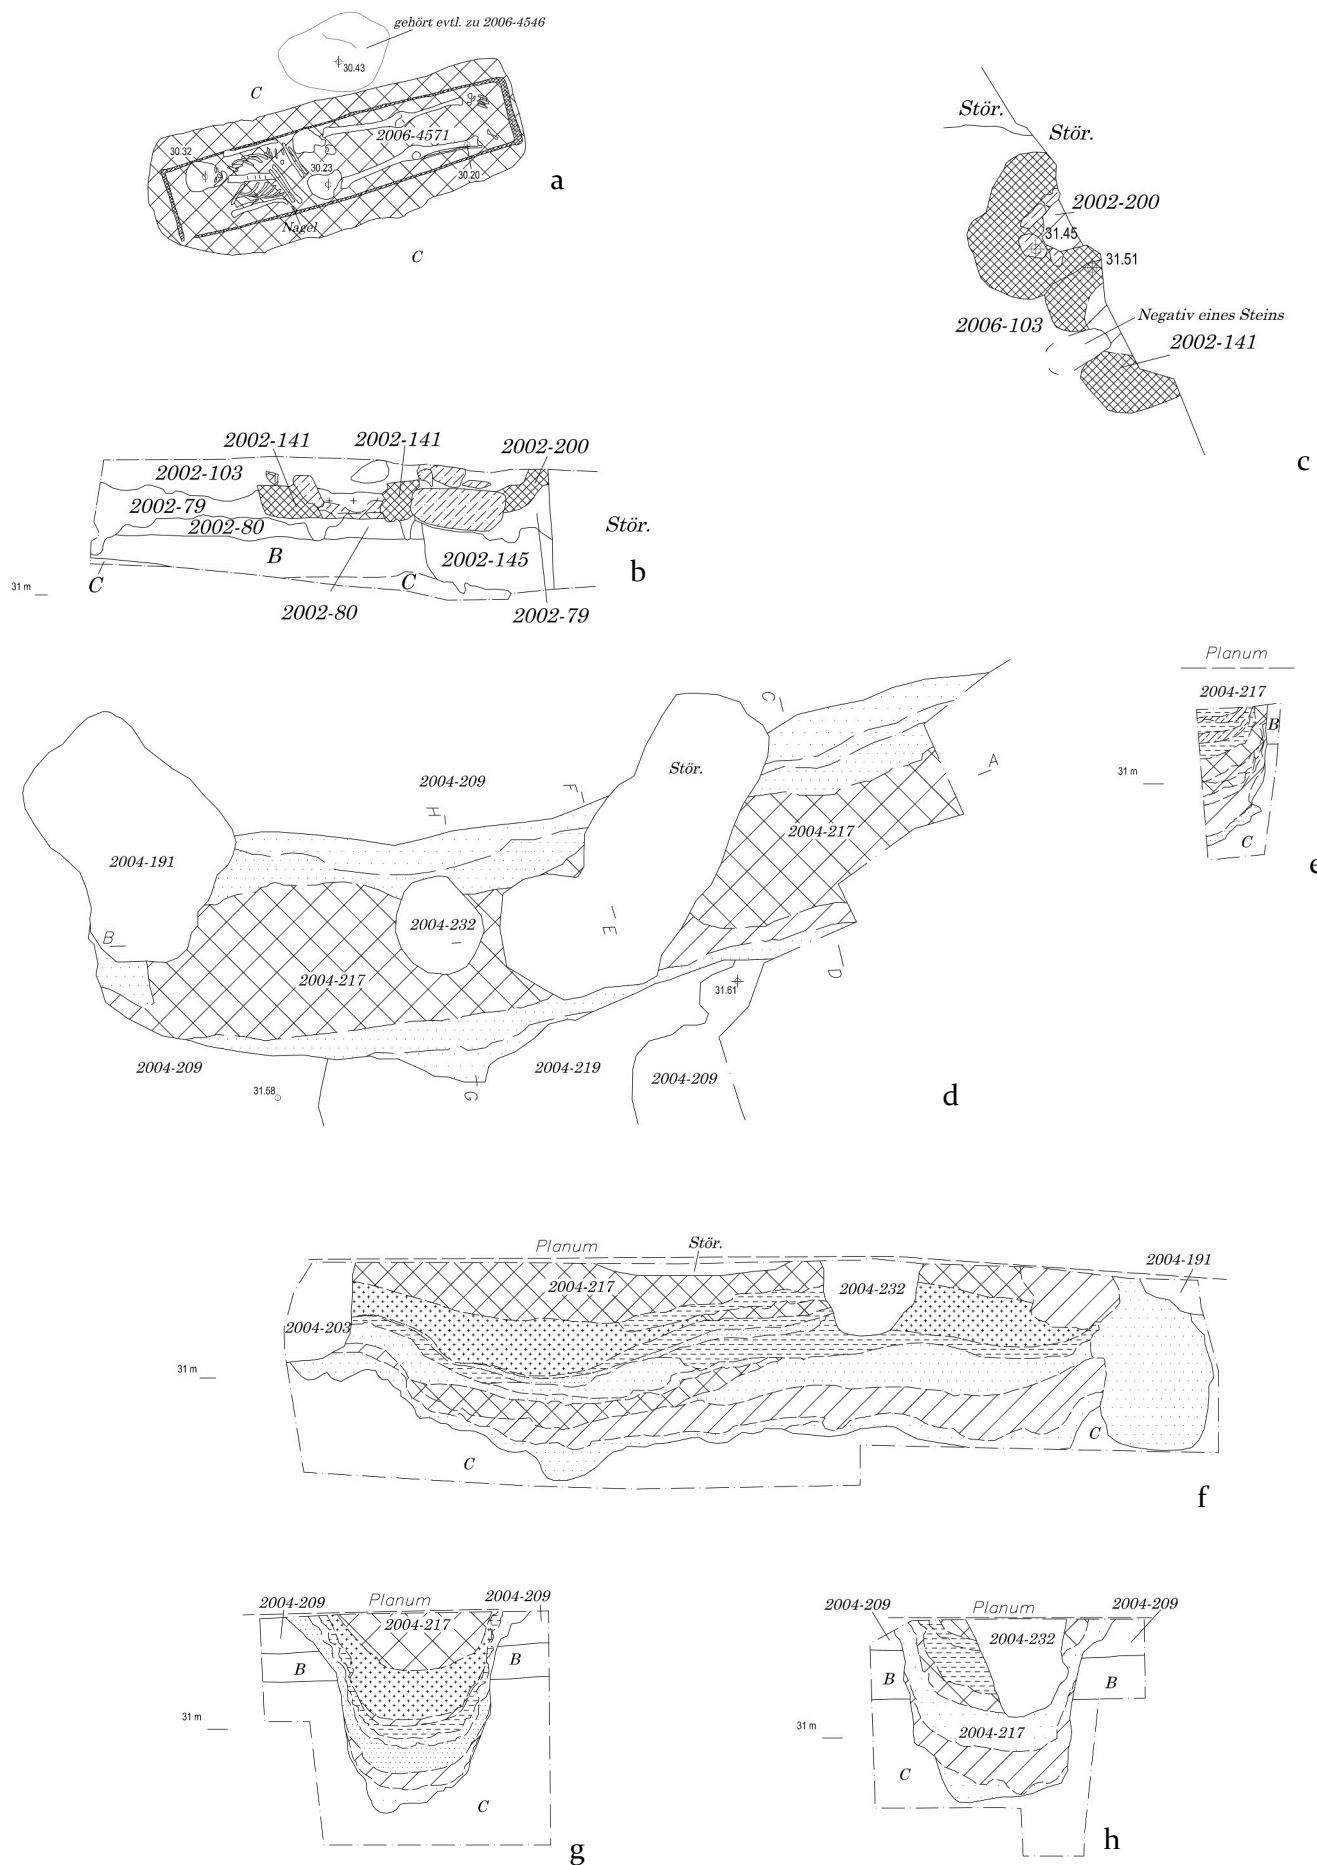 gehört evtl. zu 2006-4546
30.43
C
2006-4571
30.32
30.23
30.20
Nagel
C
a
Stör.
Stör.
2002-200
31.45
31.51
2006-103
Negativ eines Steins
2002-141
c
2002-141
2002-141
2002-200
2002-103
2002-79
2002-80
Stör.
B
2002-145
C
C
31 m
2002-80
2002-79
b
Planum
2004-217
B
31 m
C
e
C
A
Stör.
2004-209
F
H
2004-217
2004-191
2004-232
B
E
2004-217
D
31.61
2004-209
2004-219
2004-209
31.58
G
d
Planum
Stör.
2004-191
2004-217
2004-232
2004-203
31 m
C
C
f
2004-209
Planum
2004-209
2004-217
B
B
31 m
C
g
2004-209
Planum
2004-209
2004-232
B
B
31 m
2004-217
C
h